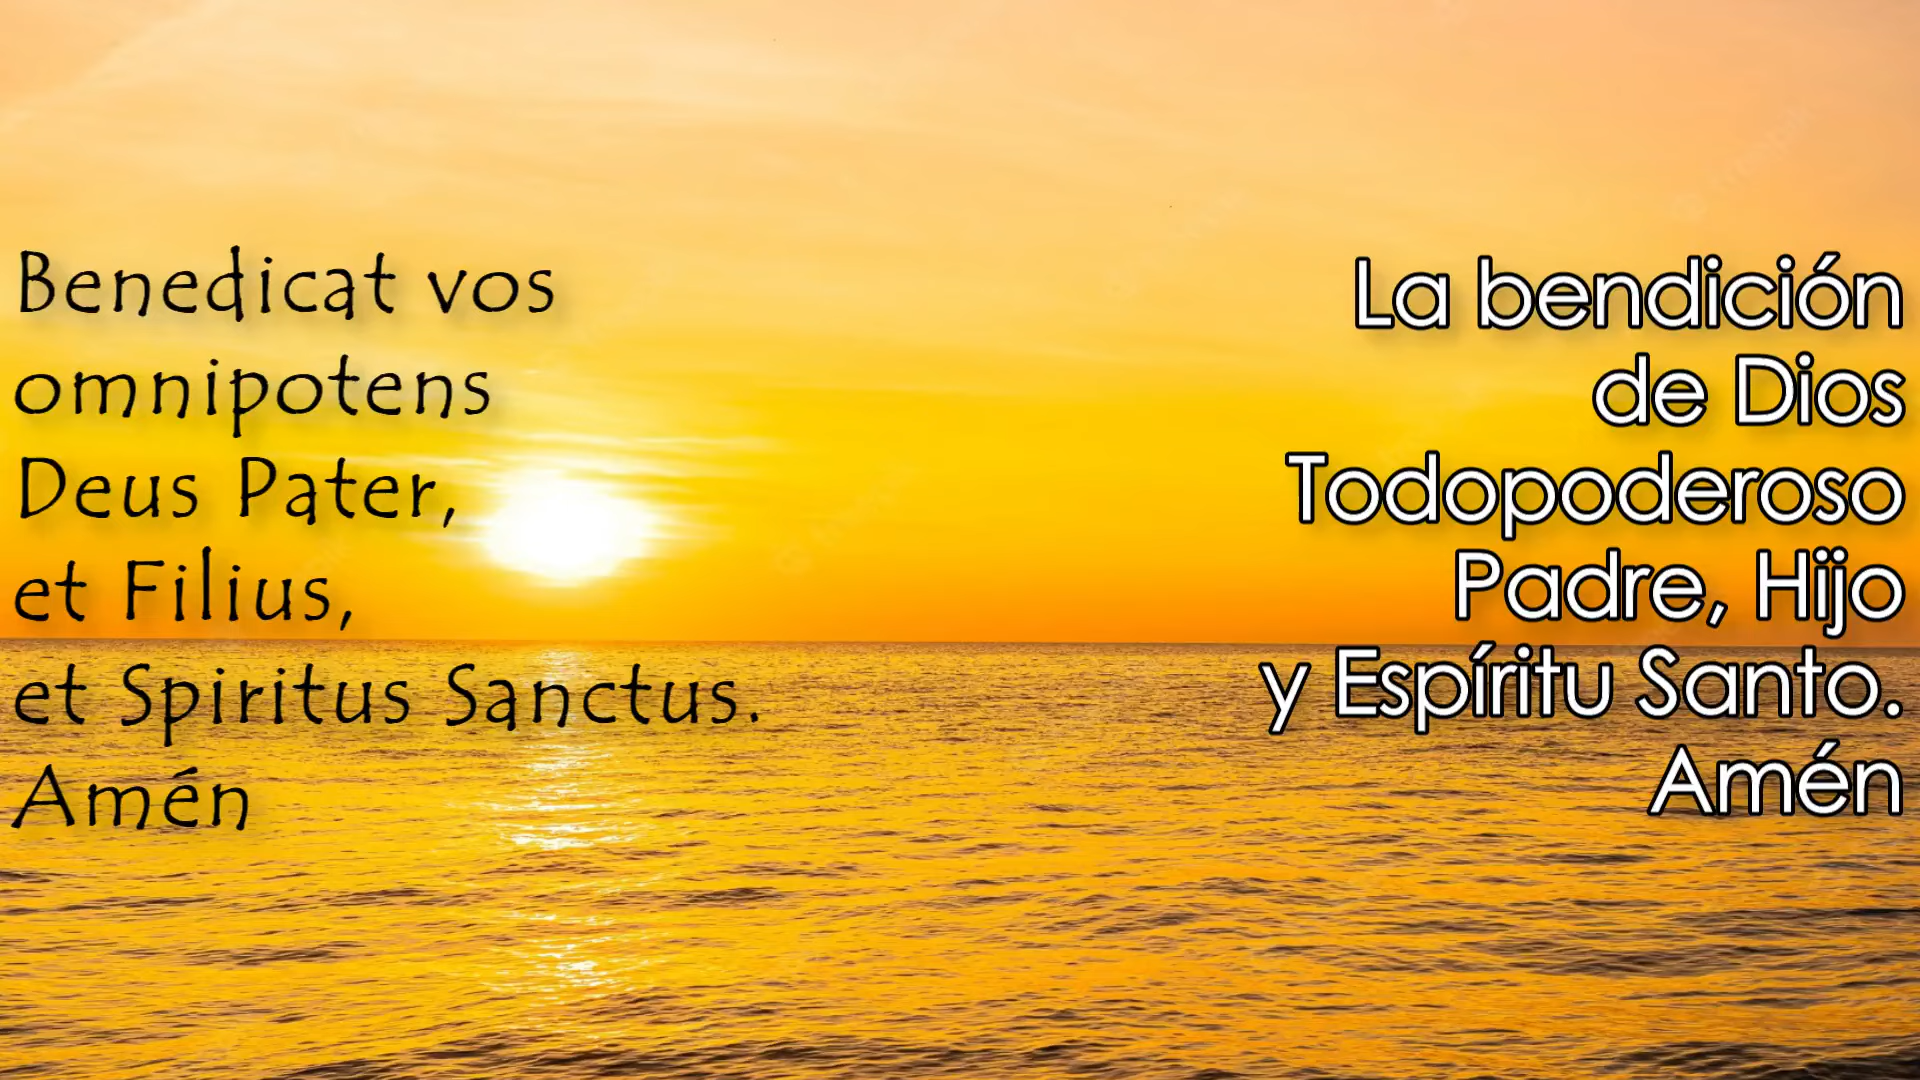 Benedicat vos
omnipotens
Deus Pater,
et Filius,
et Spiritus Sanctus.
Amén
La bendición
de Dios
Todopoderoso
Padre, Hijo
y Espíritu Santo.
Amén